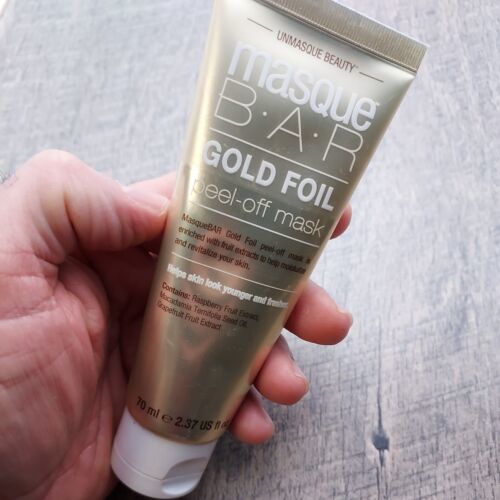 UNMASQUE BEAUTY™
masque
B·A·R
GOLD FOIL
peel-off mask
MasqueBAR Gold Foil peel-off mask is
enriched with fruit extracts to help moisturize
and revitalize your skin.
Helps skin look younger and fresher
Contains: Raspberry Fruit Extract,
Macadamia Ternifolia Seed Oil,
Grapefruit Fruit Extract
70 ml e 2.37 US fl oz